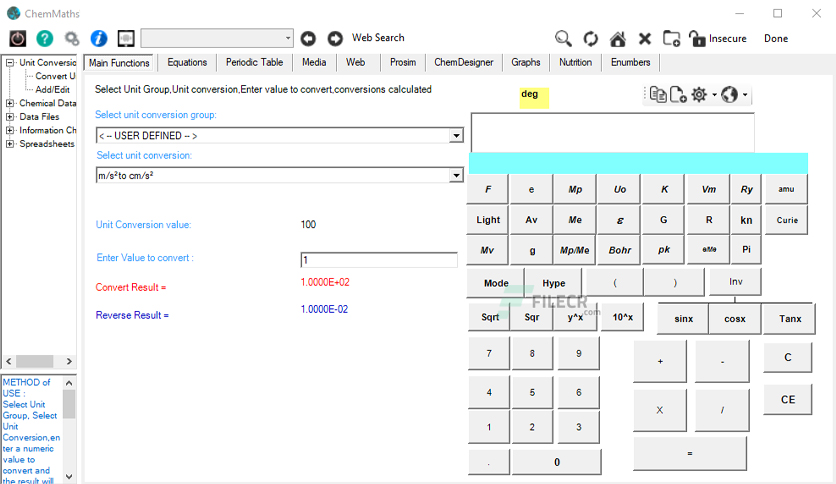 ChemMaths
Web Search
Insecure
Done
Unit Conversio
Convert U
Add/Edit
Chemical Data
Data Files
Information Ch
Spreadsheets
METHOD of
USE :
Select Unit
Group, Select
Unit
Conversion,en
ter a numeric
value to
convert and
the result will
Main Functions Equations Periodic Table Media Web Prosim ChemDesigner Graphs Nutrition Enumbers
Select Unit Group,Unit conversion,Enter value to convert,conversions calculated
Select unit conversion group:
< -- USER DEFINED -- >
Select unit conversion:
m/s²to cm/s²
Unit Conversion value: 100
Enter Value to convert : 1
Convert Result = 1.0000E+02
Reverse Result = 1.0000E-02
deg
F e Mp Uo K Vm Ry amu
Light Av Me ε G R kn Curie
Mv g Mp/Me Bohr pk Pi
Mode Hype ( ) Inv
FILECR
.com
Sqrt Sqr y^x 10^x sinx cosx Tanx
7 8 9 + - C
4 5 6 CE
1 2 3 X /
. 0 =